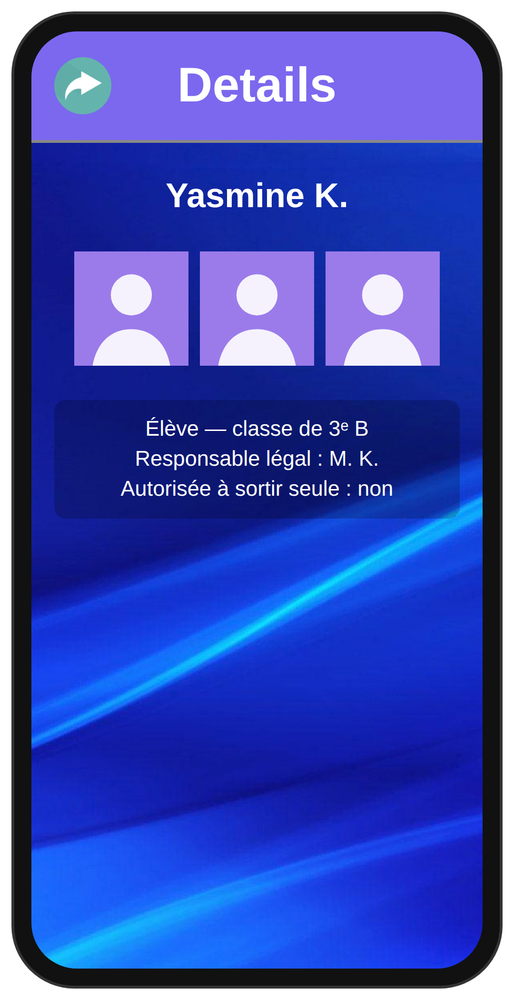 Details
Yasmine K.
Élève — classe de 3ᵉ B
Responsable légal : M. K.
Autorisée à sortir seule : non